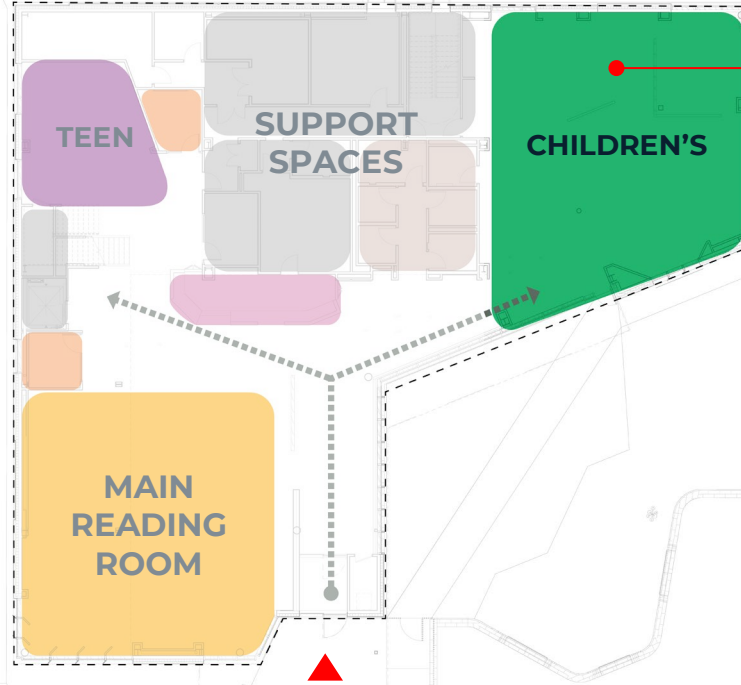 TEEN
SUPPORT
SPACES
CHILDREN'S
MAIN
READING
ROOM